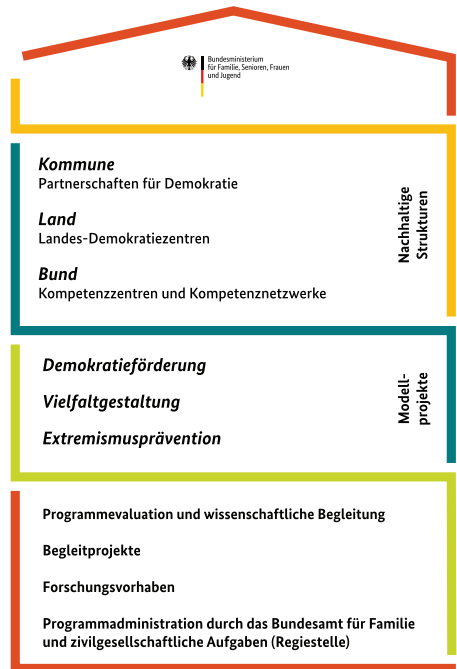 Bundesministerium
für Familie, Senioren, Frauen
und Jugend
Kommune
Partnerschaften für Demokratie
Land
Landes-Demokratiezentren
Bund
Kompetenzzentren und Kompetenznetzwerke
Nachhaltige
Strukturen
Demokratieförderung
Vielfaltgestaltung
Extremismusprävention
Modell-
projekte
Programmevaluation und wissenschaftliche Begleitung
Begleitprojekte
Forschungsvorhaben
Programmadministration durch das Bundesamt für Familie
und zivilgesellschaftliche Aufgaben (Regiestelle)